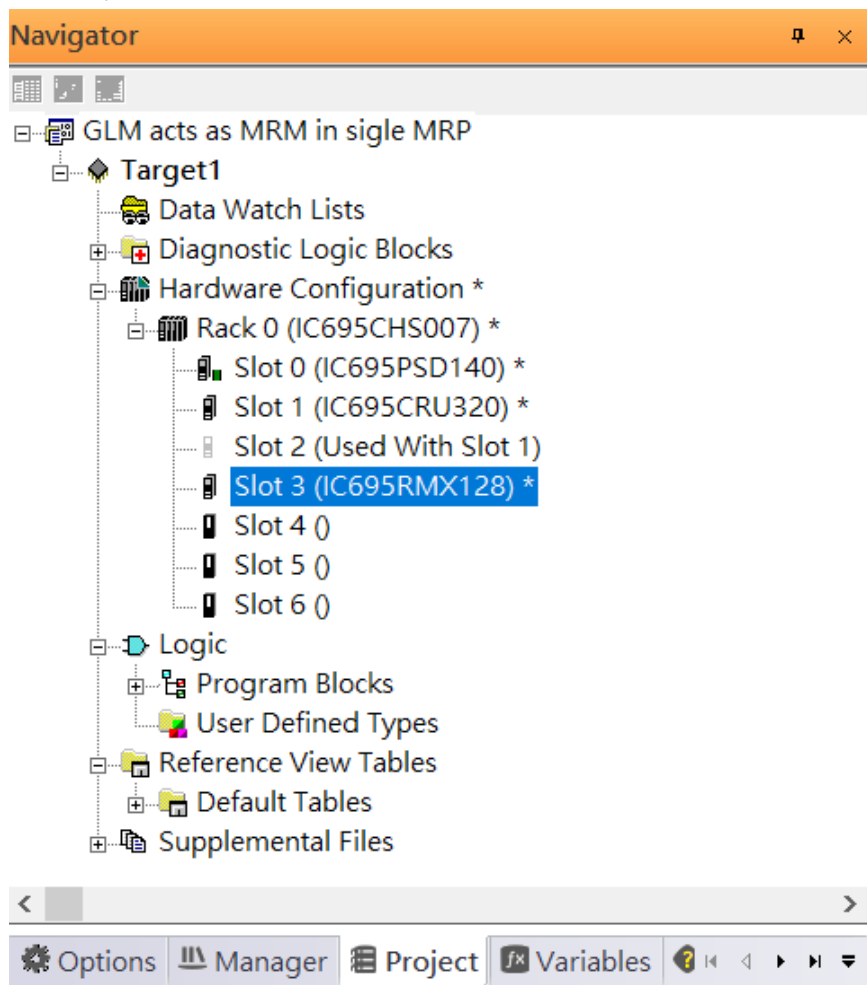 Navigator
GLM acts as MRM in sigle MRP
Target1
Data Watch Lists
Diagnostic Logic Blocks
Hardware Configuration *
Rack 0 (IC695CHS007) *
Slot 0 (IC695PSD140) *
Slot 1 (IC695CRU320) *
Slot 2 (Used With Slot 1)
Slot 3 (IC695RMX128) *
Slot 4 ()
Slot 5 ()
Slot 6 ()
Logic
Program Blocks
User Defined Types
Reference View Tables
Default Tables
Supplemental Files
Options Manager Project Variables